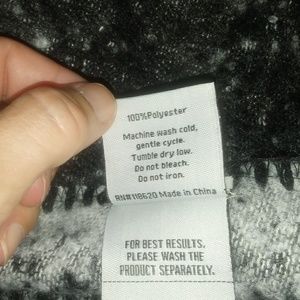 100%Polyester
Machine wash cold,
gentle cycle.
Tumble dry low.
Do not bleach.
Do not iron.
RN#118620 Made in China
FOR BEST RESULTS,
PLEASE WASH THE
PRODUCT SEPARATELY.